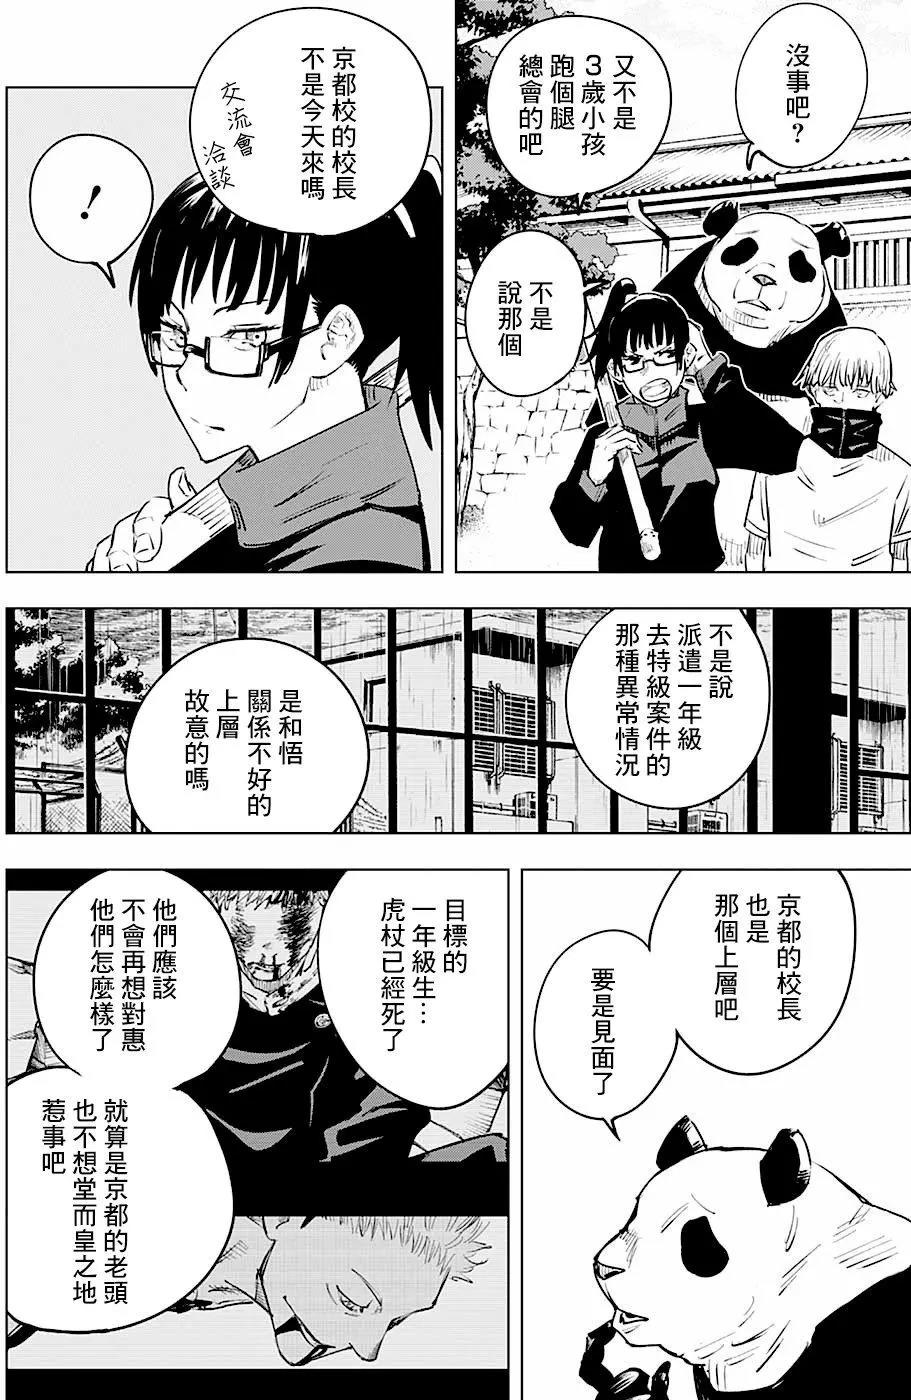 沒事吧?
又不是
3歲小孩
跑個腿
總會的吧
不是
說那個
京都校的校長
不是今天來嗎
交流會
洽談
!
不是說
派遣一年級
去特級案件的
那種異常情況
是和悟
關係不好的
上層
故意的嗎
京都的校長
也是
那個上層吧
要是見面了
目標的
一年級生…
虎杖已經死了
他們應該
不會再想對惠
他們怎麼樣了
就算是京都的老頭
也不想堂而皇之地
惹事吧